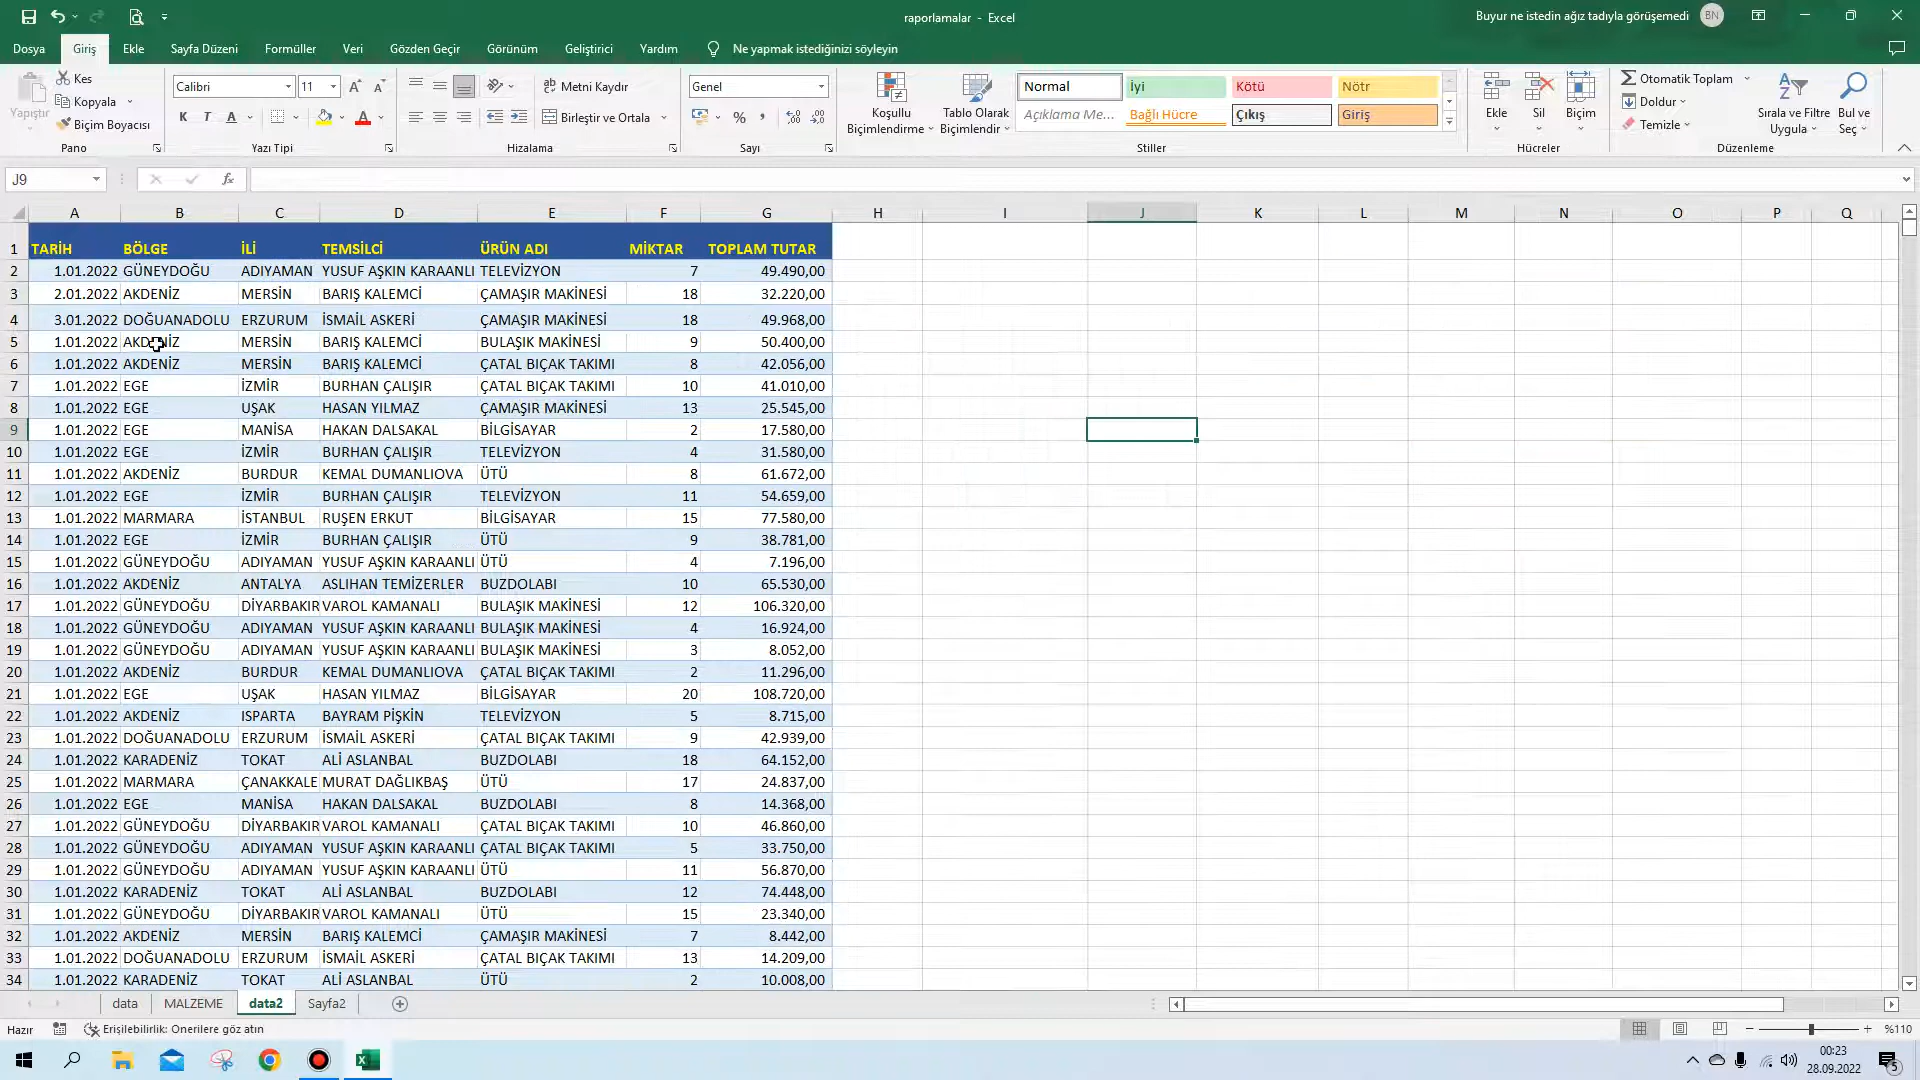 raporlamalar - Excel
Buyur ne istedin ağız tadıyla görüşemedi BN
Dosya Giriş Ekle Sayfa Düzeni Formüller Veri Gözden Geçir Görünüm Geliştirici Yardım Ne yapmak istediğinizi söyleyin
Yapıştır
Kes
Kopyala
Biçim Boyacısı
Pano
Calibri 11
K T A
Yazı Tipi
Metni Kaydır
Birleştir ve Ortala
Hizalama
Genel
Sayı
Koşullu Biçimlendirme
Tablo Olarak Biçimlendir
Normal İyi Kötü Nötr
Açıklama Me... Bağlı Hücre Çıkış Giriş
Stiller
Ekle Sil Biçim
Hücreler
Otomatik Toplam
Doldur
Temizle
Sırala ve Filtre Uygula
Bul ve Seç
Düzenleme
J9 fx
A B C D E F G H I J K L M N O P Q
1 TARİH BÖLGE İLİ TEMSİLCİ ÜRÜN ADI MİKTAR TOPLAM TUTAR
2 1.01.2022 GÜNEYDOĞU ADIYAMAN YUSUF AŞKIN KARAANLI TELEVİZYON 7 49.490,00
3 2.01.2022 AKDENİZ MERSİN BARIŞ KALEMCİ ÇAMAŞIR MAKİNESİ 18 32.220,00
4 3.01.2022 DOĞUANADOLU ERZURUM İSMAİL ASKERİ ÇAMAŞIR MAKİNESİ 18 49.968,00
5 1.01.2022 AKDENİZ MERSİN BARIŞ KALEMCİ BULAŞIK MAKİNESİ 9 50.400,00
6 1.01.2022 AKDENİZ MERSİN BARIŞ KALEMCİ ÇATAL BIÇAK TAKIMI 8 42.056,00
7 1.01.2022 EGE İZMİR BURHAN ÇALIŞIR ÇATAL BIÇAK TAKIMI 10 41.010,00
8 1.01.2022 EGE UŞAK HASAN YILMAZ ÇAMAŞIR MAKİNESİ 13 25.545,00
9 1.01.2022 EGE MANİSA HAKAN DALSAKAL BİLGİSAYAR 2 17.580,00
10 1.01.2022 EGE İZMİR BURHAN ÇALIŞIR TELEVİZYON 4 31.580,00
11 1.01.2022 AKDENİZ BURDUR KEMAL DUMANLIOVA ÜTÜ 8 61.672,00
12 1.01.2022 EGE İZMİR BURHAN ÇALIŞIR TELEVİZYON 11 54.659,00
13 1.01.2022 MARMARA İSTANBUL RUŞEN ERKUT BİLGİSAYAR 15 77.580,00
14 1.01.2022 EGE İZMİR BURHAN ÇALIŞIR ÜTÜ 9 38.781,00
15 1.01.2022 GÜNEYDOĞU ADIYAMAN YUSUF AŞKIN KARAANLI ÜTÜ 4 7.196,00
16 1.01.2022 AKDENİZ ANTALYA ASLIHAN TEMİZERLER BUZDOLABI 10 65.530,00
17 1.01.2022 GÜNEYDOĞU DİYARBAKIR VAROL KAMANALI BULAŞIK MAKİNESİ 12 106.320,00
18 1.01.2022 GÜNEYDOĞU ADIYAMAN YUSUF AŞKIN KARAANLI BULAŞIK MAKİNESİ 4 16.924,00
19 1.01.2022 GÜNEYDOĞU ADIYAMAN YUSUF AŞKIN KARAANLI BULAŞIK MAKİNESİ 3 8.052,00
20 1.01.2022 AKDENİZ BURDUR KEMAL DUMANLIOVA ÇATAL BIÇAK TAKIMI 2 11.296,00
21 1.01.2022 EGE UŞAK HASAN YILMAZ BİLGİSAYAR 20 108.720,00
22 1.01.2022 AKDENİZ ISPARTA BAYRAM PİŞKİN TELEVİZYON 5 8.715,00
23 1.01.2022 DOĞUANADOLU ERZURUM İSMAİL ASKERİ ÇATAL BIÇAK TAKIMI 9 42.939,00
24 1.01.2022 KARADENİZ TOKAT ALİ ASLANBAL BUZDOLABI 18 64.152,00
25 1.01.2022 MARMARA ÇANAKKALE MURAT DAĞLIKBAŞ ÜTÜ 17 24.837,00
26 1.01.2022 EGE MANİSA HAKAN DALSAKAL BUZDOLABI 8 14.368,00
27 1.01.2022 GÜNEYDOĞU DİYARBAKIR VAROL KAMANALI ÇATAL BIÇAK TAKIMI 10 46.860,00
28 1.01.2022 GÜNEYDOĞU ADIYAMAN YUSUF AŞKIN KARAANLI ÇATAL BIÇAK TAKIMI 5 33.750,00
29 1.01.2022 GÜNEYDOĞU ADIYAMAN YUSUF AŞKIN KARAANLI ÜTÜ 11 56.870,00
30 1.01.2022 KARADENİZ TOKAT ALİ ASLANBAL BUZDOLABI 12 74.448,00
31 1.01.2022 GÜNEYDOĞU DİYARBAKIR VAROL KAMANALI ÜTÜ 15 23.340,00
32 1.01.2022 AKDENİZ MERSİN BARIŞ KALEMCİ ÇAMAŞIR MAKİNESİ 7 8.442,00
33 1.01.2022 DOĞUANADOLU ERZURUM İSMAİL ASKERİ ÇATAL BIÇAK TAKIMI 13 14.209,00
34 1.01.2022 KARADENİZ TOKAT ALİ ASLANBAL ÜTÜ 2 10.008,00
data MALZEME data2 Sayfa2
Hazır Erişilebilirlik: Önerilere göz atın %110
00:23
28.09.2022
5